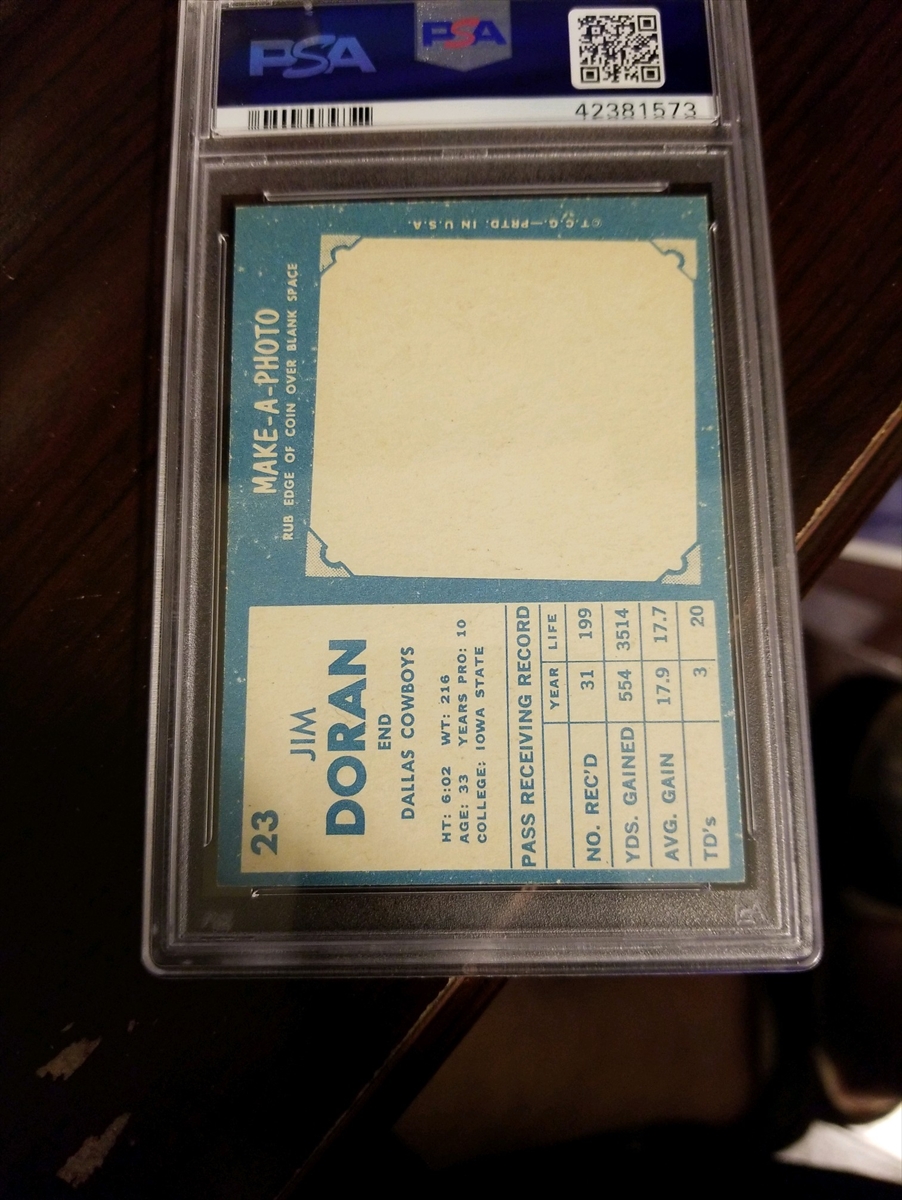 PSA
PSA
42381573
©T.C.G.—PRTD. IN U.S.A.
MAKE-A-PHOTO
RUB EDGE OF COIN OVER BLANK SPACE
23
JIM
DORAN
END
DALLAS COWBOYS
HT: 6:02 WT: 216
AGE: 33 YEARS PRO: 10
COLLEGE: IOWA STATE
PASS RECEIVING RECORD
YEAR LIFE
NO. REC'D 31 199
YDS. GAINED 554 3514
AVG. GAIN 17.9 17.7
TD's 3 20